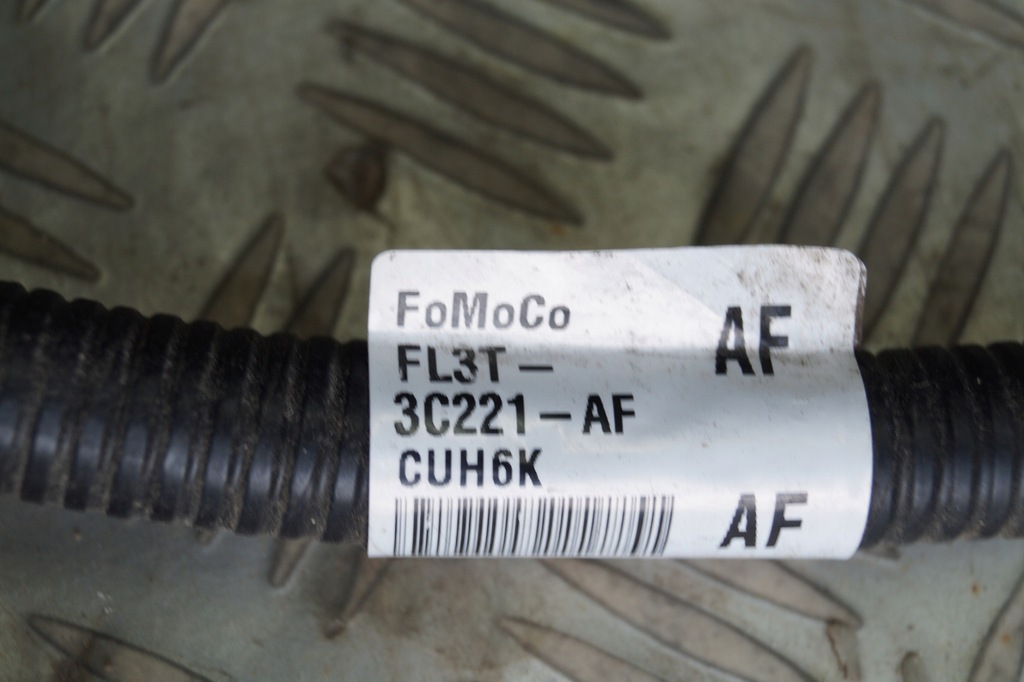 FoMoCo
FL3T-
3C221-AF
CUH6K
AF
AF